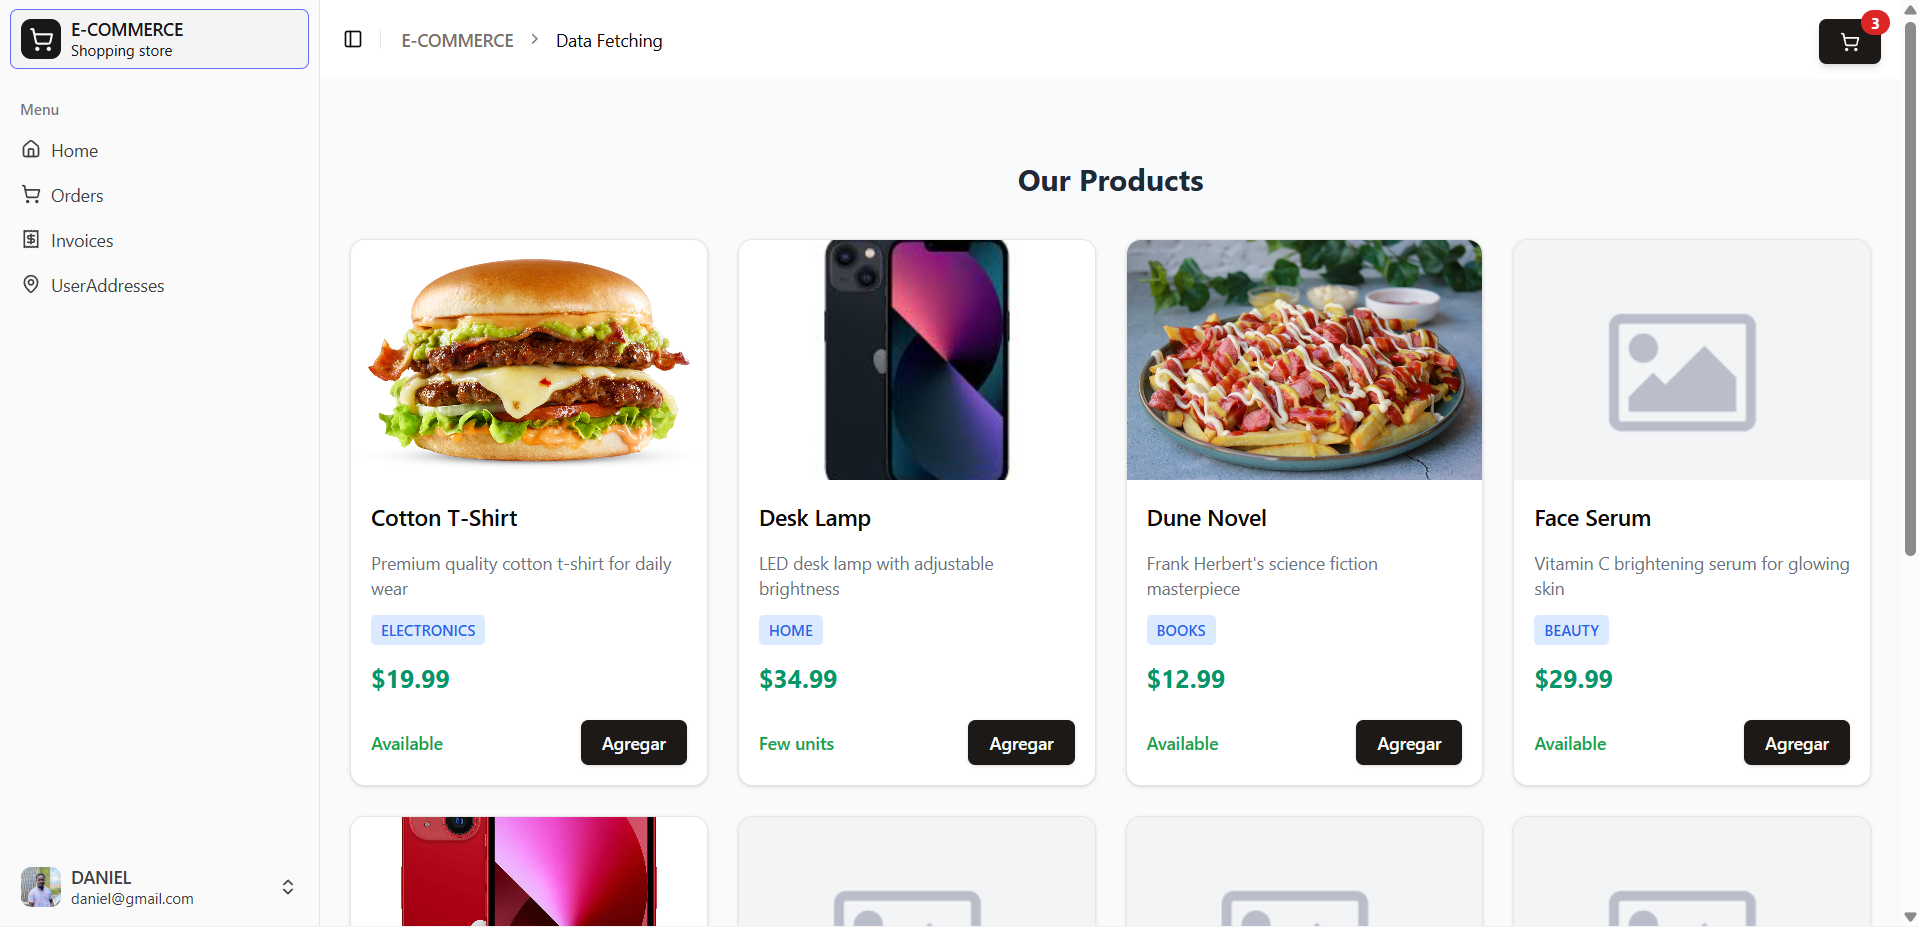 E-COMMERCE
Shopping store
Menu
Home
Orders
Invoices
UserAddresses
DANIEL
daniel@gmail.com
E-COMMERCE > Data Fetching
3
Our Products
Cotton T-Shirt
Premium quality cotton t-shirt for daily
wear
ELECTRONICS
$19.99
Available
Agregar
Desk Lamp
LED desk lamp with adjustable
brightness
HOME
$34.99
Few units
Agregar
Dune Novel
Frank Herbert's science fiction
masterpiece
BOOKS
$12.99
Available
Agregar
Face Serum
Vitamin C brightening serum for glowing
skin
BEAUTY
$29.99
Available
Agregar